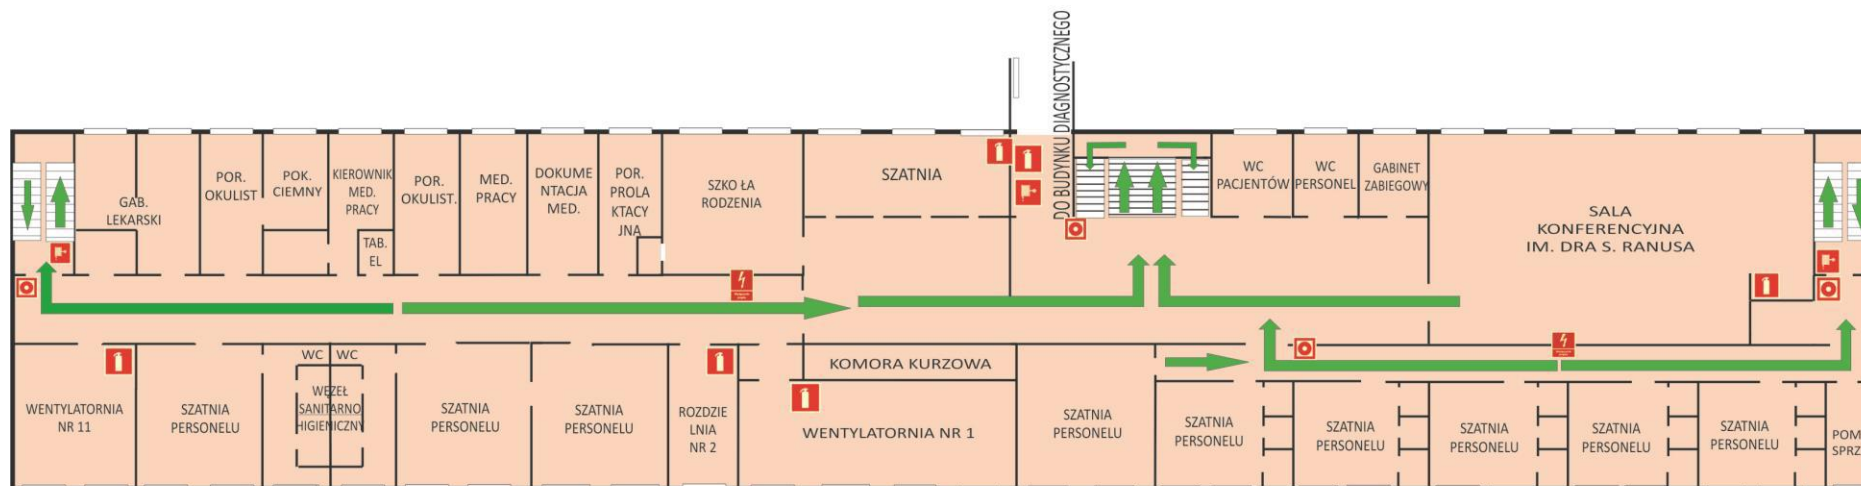 DO BUDYNKU DIAGNOSTYCZNEGO
GAB.
LEKARSKI
POR.
OKULIST
POK.
CIEMNY
KIEROWNIK
MED.
PRACY
TAB.
EL
POR.
OKULIST.
MED.
PRACY
DOKUME
NTACJA
MED.
POR.
PROLA
KTACY
JNA
SZKO ŁA
RODZENIA
SZATNIA
WC
PACJENTÓW
WC
PERSONEL
GABINET
ZABIEGOWY
SALA
KONFERENCYJNA
IM. DRA S. RANUSA
WENTYLATORNIA
NR 11
SZATNIA
PERSONELU
WC
WC
WĘZEŁ
SANITARNO
HIGIENICZNY
SZATNIA
PERSONELU
SZATNIA
PERSONELU
ROZDZIE
LNIA
NR 2
KOMORA KURZOWA
WENTYLATORNIA NR 1
SZATNIA
PERSONELU
SZATNIA
PERSONELU
SZATNIA
PERSONELU
SZATNIA
PERSONELU
SZATNIA
PERSONELU
SZATNIA
PERSONELU
POM
SPRZ